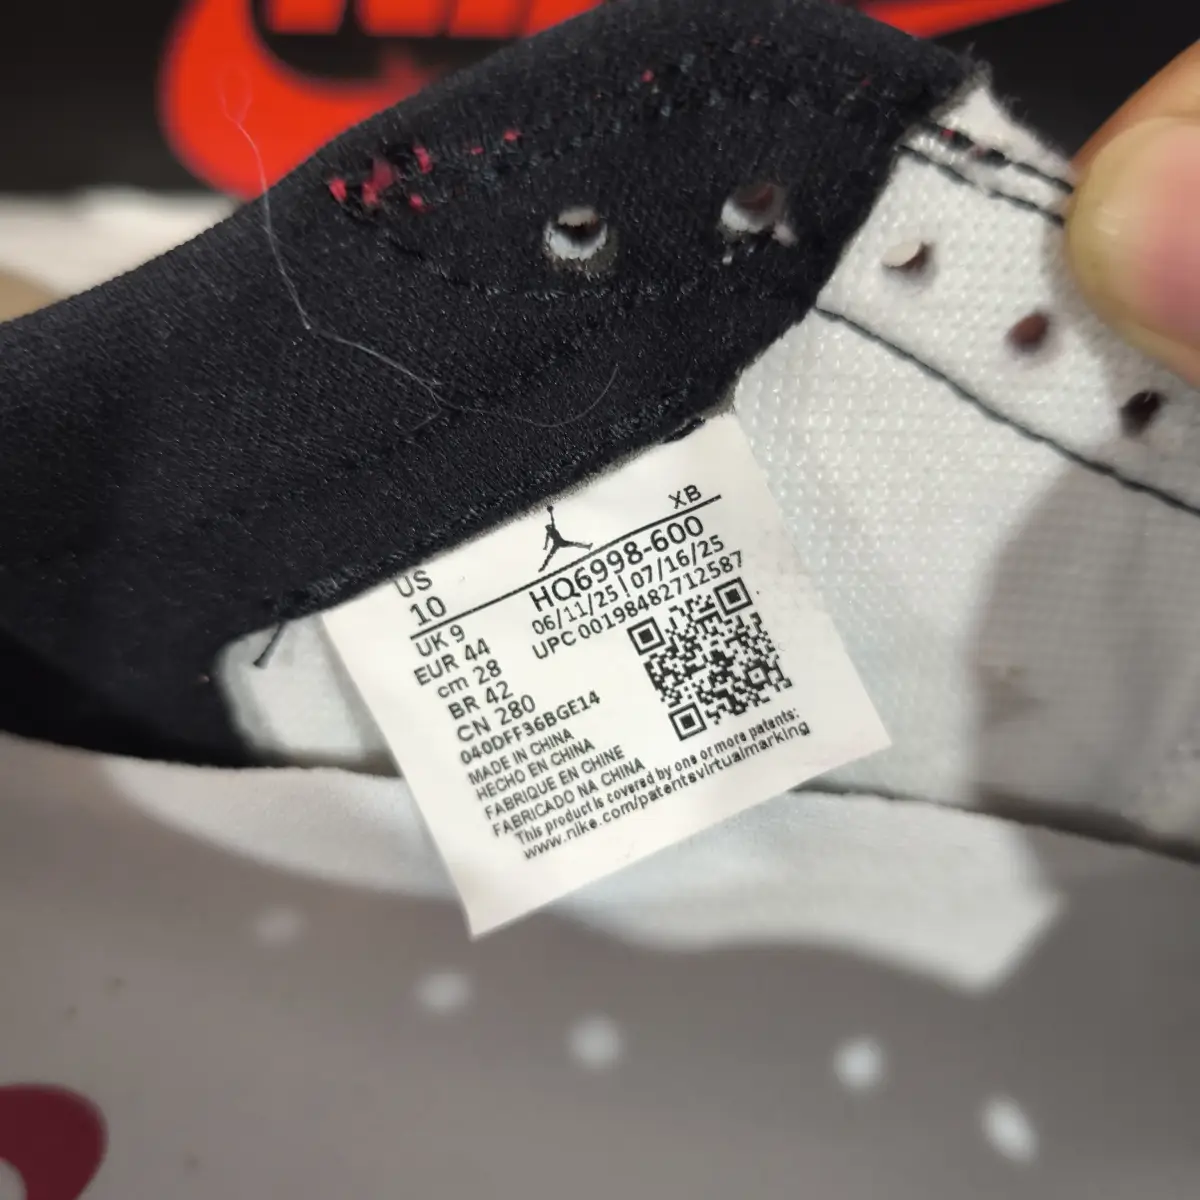 XB
US
10
HQ6998-600
06/11/25|07/16/25
UPC 00198482712587
UK 9
EUR 44
cm 28
BR 42
CN 280
040DFF36BGE14
MADE IN CHINA
HECHO EN CHINA
FABRIQUE EN CHINE
FABRICADO NA CHINA
This product is covered by one or more patents:
www.nike.com/patentsvirtualmarking